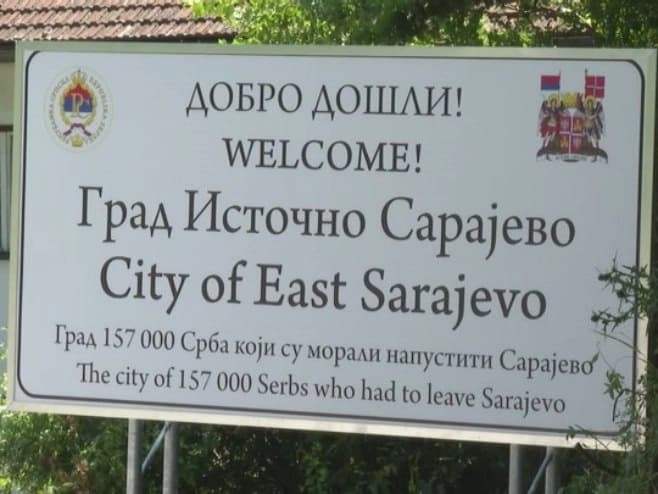 ДОБРО ДОШЛИ!
WELCOME!
Град Источно Сарајево
City of East Sarajevo
Град 157 000 Срба који су морали напустити Сарајево
The city of 157 000 Serbs who had to leave Sarajevo